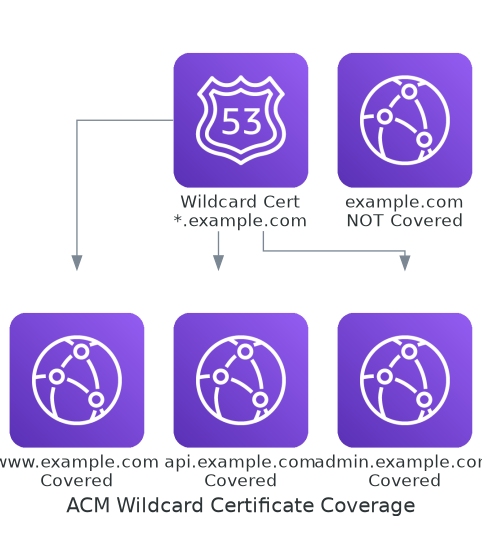 53
Wildcard Cert
*.example.com
example.com
NOT Covered
www.example.com
Covered
api.example.com
Covered
admin.example.com
Covered
ACM Wildcard Certificate Coverage